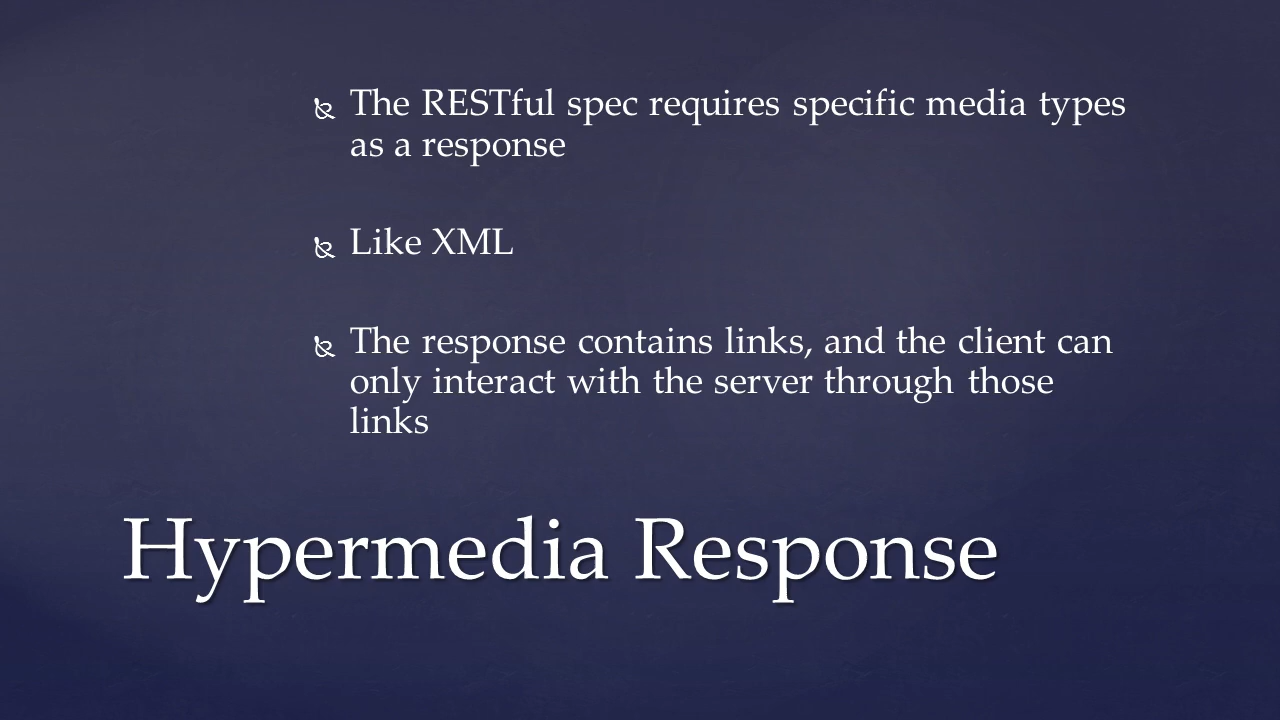 The RESTful spec requires specific media types
as a response
Like XML
The response contains links, and the client can
only interact with the server through those
links
Hypermedia Response